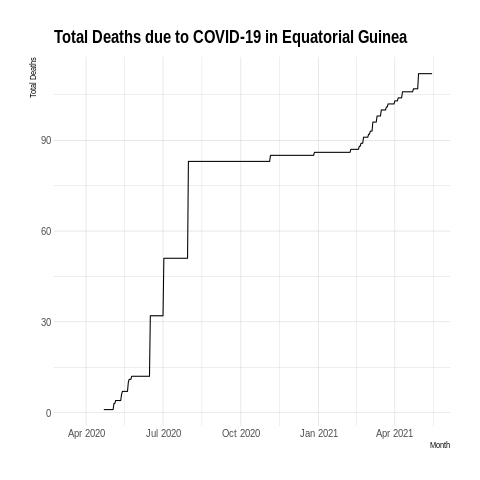 Total Deaths due to COVID-19 in Equatorial Guinea
Total Deaths
90
60
30
0
Apr 2020 Jul 2020 Oct 2020 Jan 2021 Apr 2021
Month